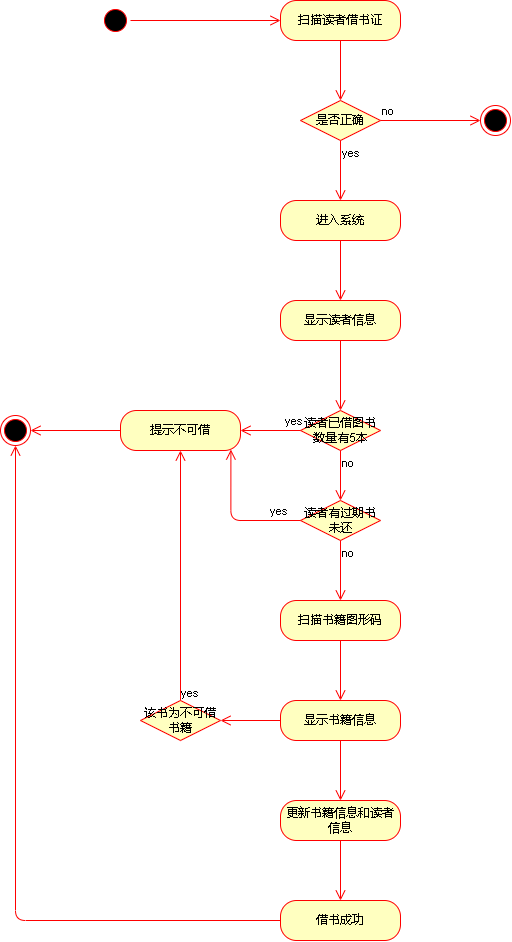 扫描读者借书证
是否正确
no
yes
进入系统
显示读者信息
提示不可借
yes
读者已借图书
数量有5本
no
yes
读者有过期书
未还
no
扫描书籍图形码
yes
该书为不可借
书籍
显示书籍信息
更新书籍信息和读者
信息
借书成功